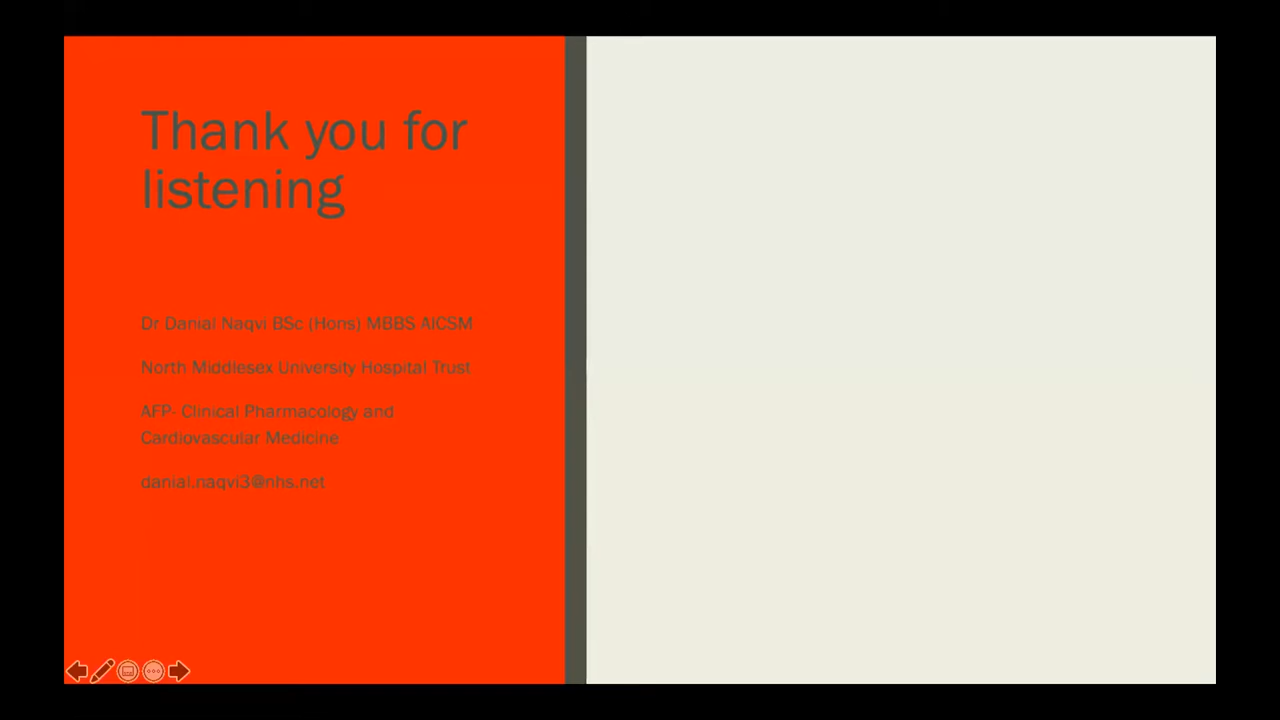 Thank you for
listening
Dr Danial Naqvi BSc (Hons) MBBS AICSM
North Middlesex University Hospital Trust
AFP- Clinical Pharmacology and
Cardiovascular Medicine
danial.naqvi3@nhs.net